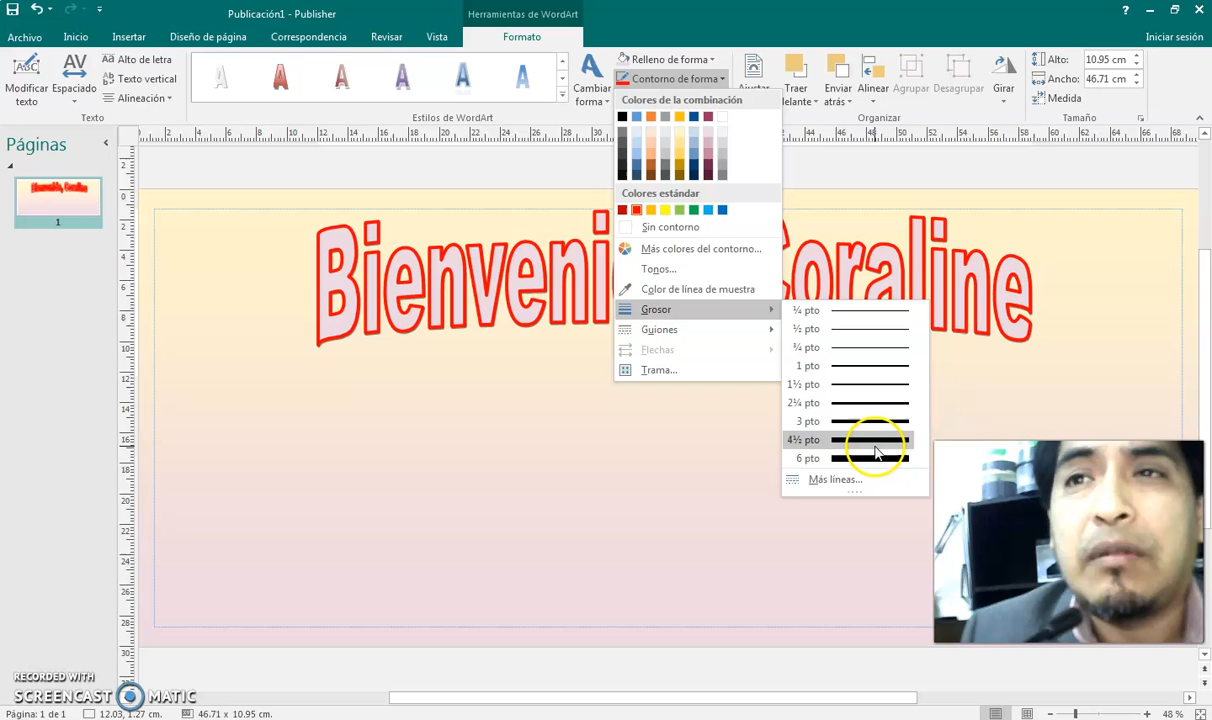 Publicación1 - Publisher
Herramientas de WordArt
?
Archivo
Inicio
Insertar
Diseño de página
Correspondencia
Revisar
Vista
Formato
Iniciar sesión
Modificar texto
Espaciado
Alto de letra
Texto vertical
Alineación
Texto
A A A A A A
Estilos de WordArt
Cambiar forma
Relleno de forma
Contorno de forma
Ajustar
Traer
delante
Enviar atrás
Alinear
Agrupar
Desagrupar
Girar
Organizar
Alto: 10.95 cm
Ancho: 46.71 cm
Medida
Tamaño
Páginas
Bienvenido, Coraline
1
Colores de la combinación
Colores estándar
Sin contorno
Más colores del contorno...
Tonos...
Color de línea de muestra
Grosor
Guiones
Flechas
Trama...
¼ pto
½ pto
¾ pto
1 pto
1½ pto
2¼ pto
3 pto
4½ pto
6 pto
Más líneas...
Bienveni Coraline
RECORDED WITH
SCREENCAST MATIC
Página: 1 de 1
12.03, 1.27 cm.
46.71 x 10.95 cm.
48 %